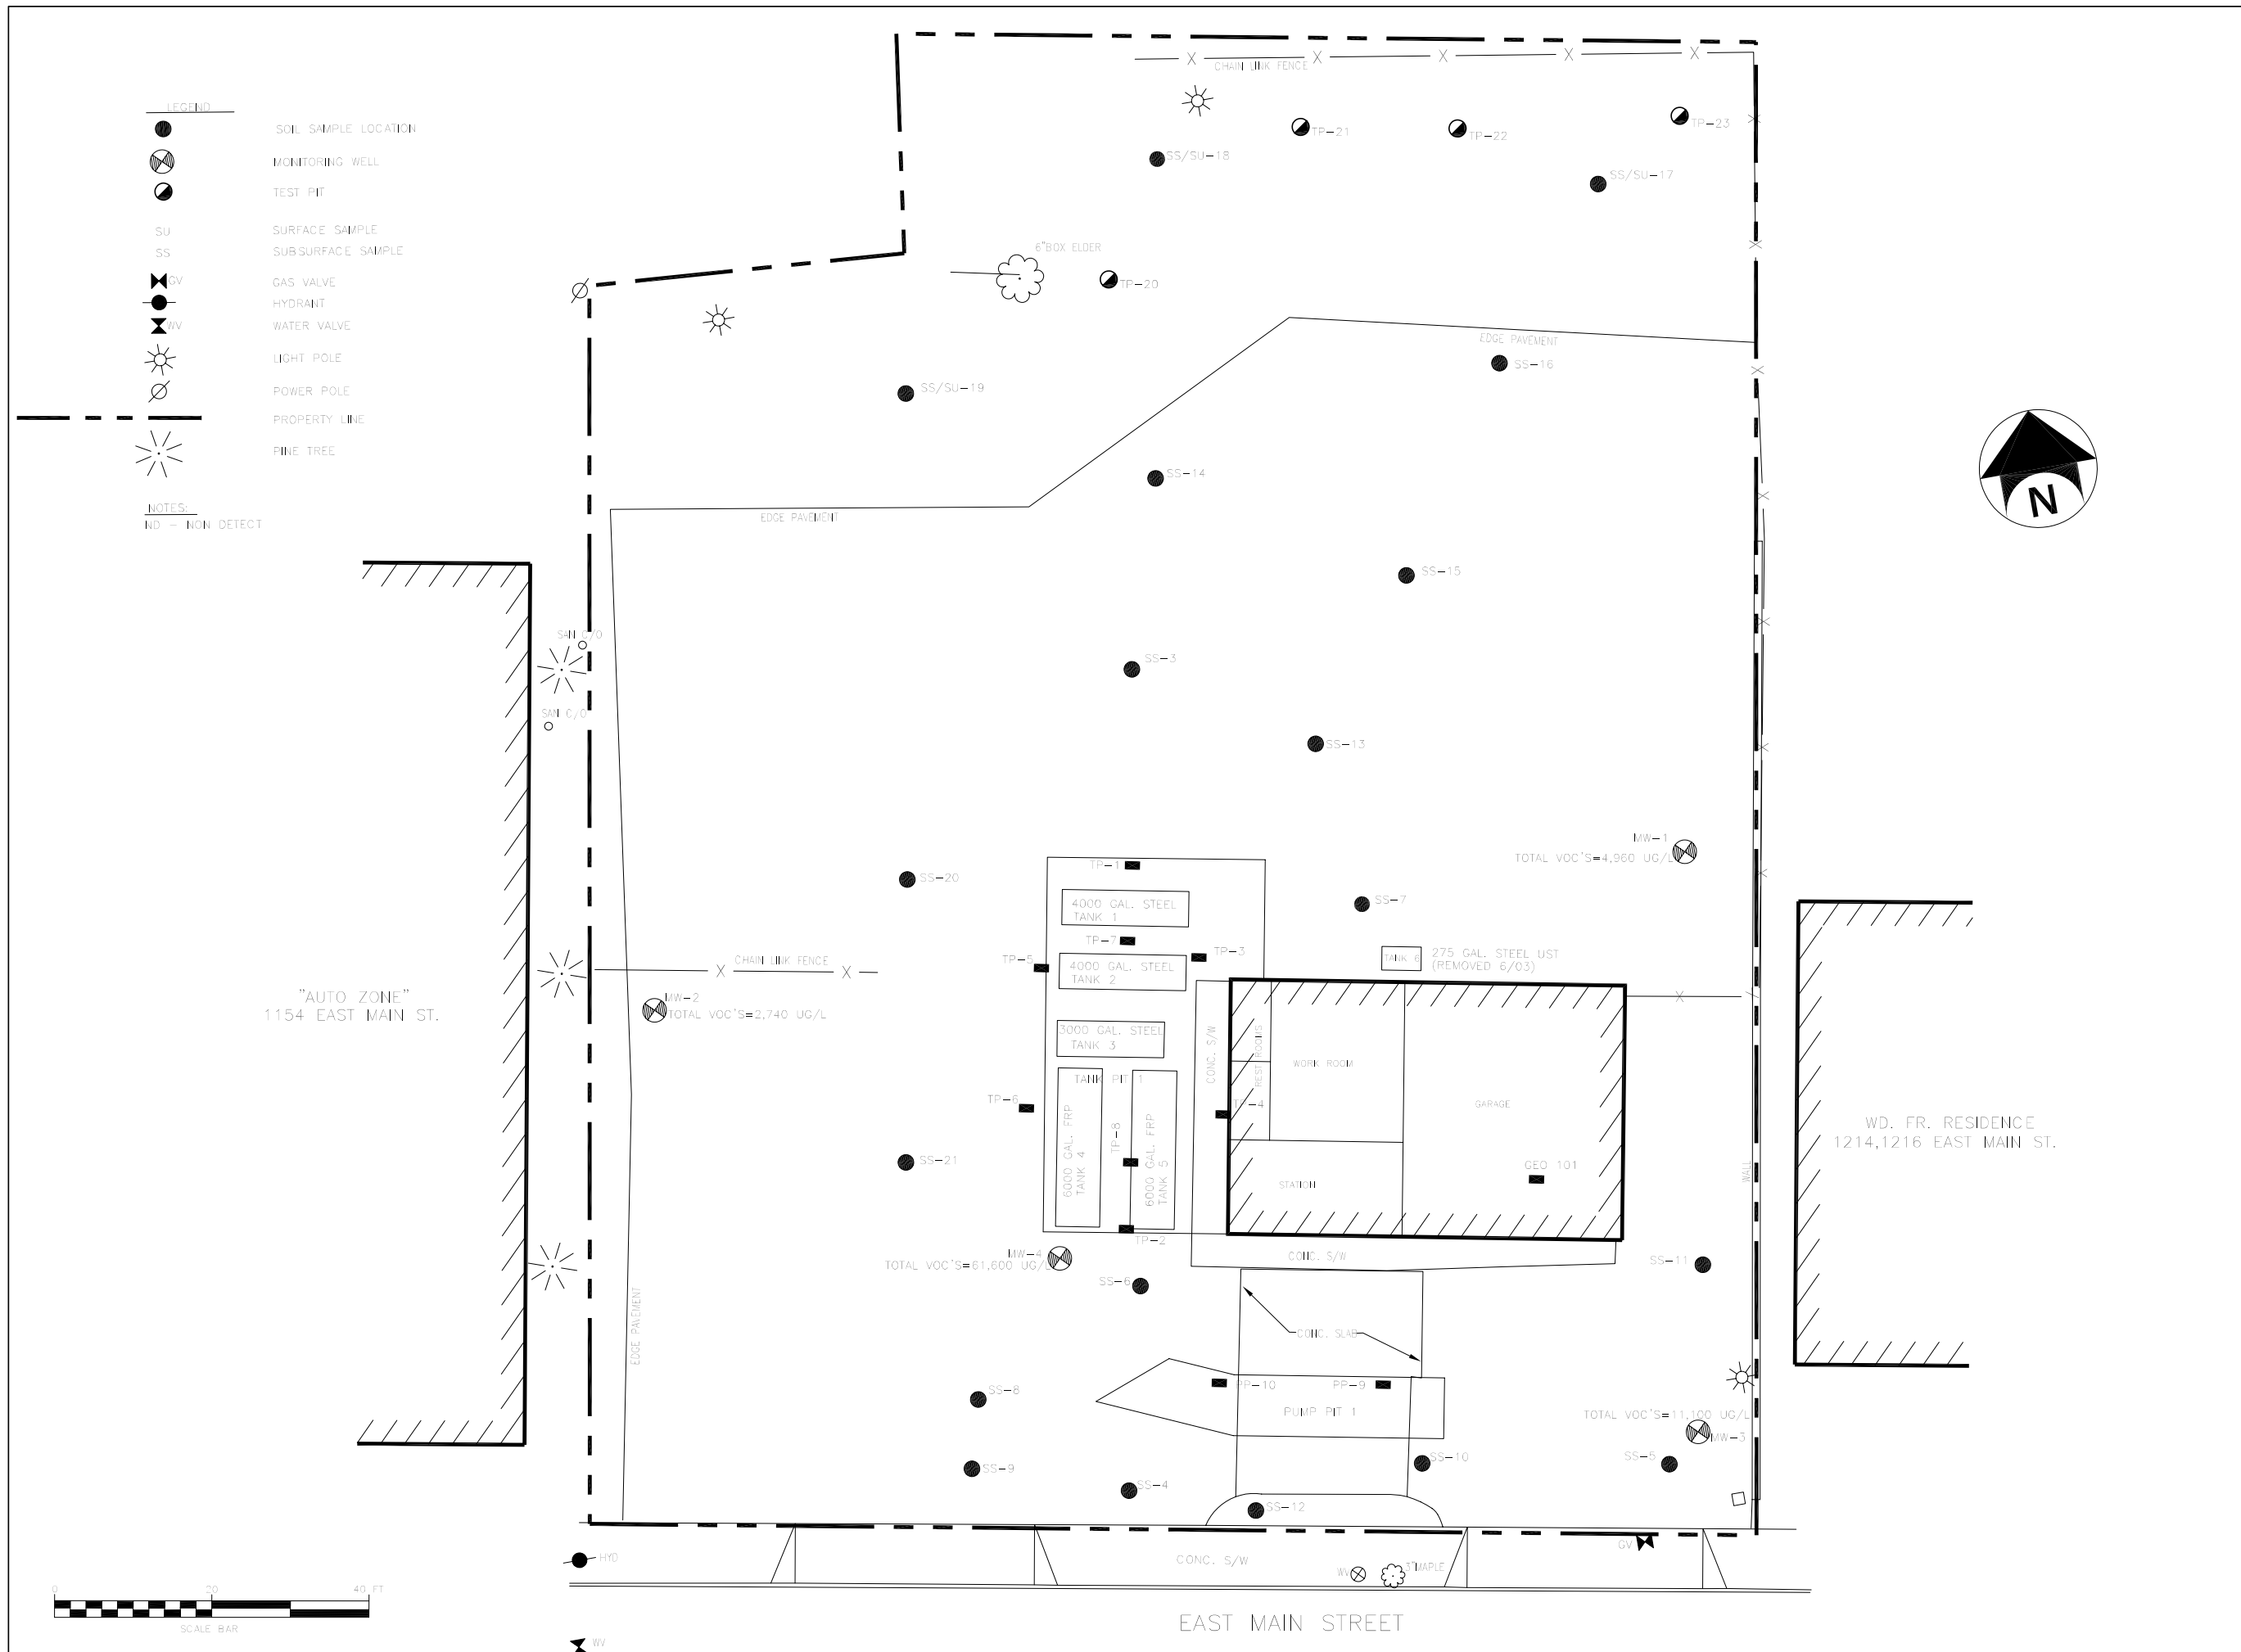 LEGEND
SOIL SAMPLE LOCATION
MONITORING WELL
TEST PIT
SU SURFACE SAMPLE
SS SUBSURFACE SAMPLE
GV GAS VALVE
HYDRANT
WV WATER VALVE
LIGHT POLE
POWER POLE
PROPERTY LINE
PINE TREE
NOTES:
ND - NON DETECT
CHAIN LINK FENCE
TP-21
TP-22
TP-23
SS/SU-18
SS/SU-17
6"BOX ELDER
TP-20
EDGE PAVEMENT
SS-16
SS/SU-19
SS-14
EDGE PAVEMENT
N
SS-15
SAN C/O
SS-3
SAN C/O
SS-13
MW-1
TOTAL VOC'S=4,960 UG/L
TP-1
SS-20
4000 GAL. STEEL
TANK 1
SS-7
TP-7
TP-3
TP-5
CHAIN LINK FENCE
4000 GAL. STEEL
TANK 2
TANK 6
275 GAL. STEEL UST
(REMOVED 6/03)
"AUTO ZONE"
1154 EAST MAIN ST.
MW-2
TOTAL VOC'S=2,740 UG/L
3000 GAL. STEEL
TANK 3
CONC. S/W
REST ROOMS
WORK ROOM
TANK PIT 1
TP-6
TP-4
GARAGE
6000 GAL. FRP
TANK 4
TP-8
6000 GAL. FRP
TANK 5
WD. FR. RESIDENCE
1214,1216 EAST MAIN ST.
SS-21
GEO 101
STATION
WALL
TP-2
MW-4
TOTAL VOC'S=61,600 UG/L
CONC. S/W
SS-6
SS-11
EDGE PAVEMENT
CONC. SLAB
SS-8
PP-10
PP-9
PUMP PIT 1
TOTAL VOC'S=11,100 UG/L
MW-3
SS-9
SS-10
SS-5
SS-4
SS-12
HYD
CONC. S/W
WV
3"MAPLE
GV
0 20 40 FT
SCALE BAR
EAST MAIN STREET
WV